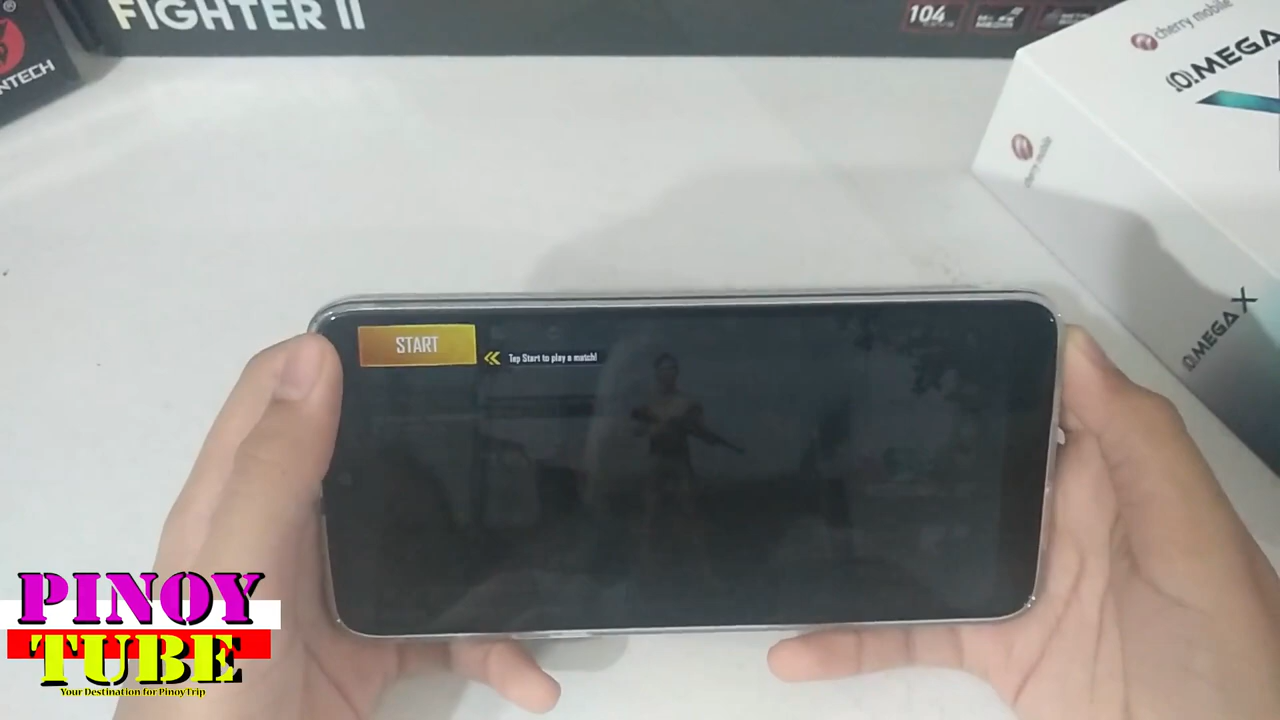 FIGHTER II
104
®
NTECH
cherry mobile
OMEGA
cherry mobile
OMEGA X
START
Tap Start to play a match!
PINOY
TUBE
Your Destination for PinoyTrip